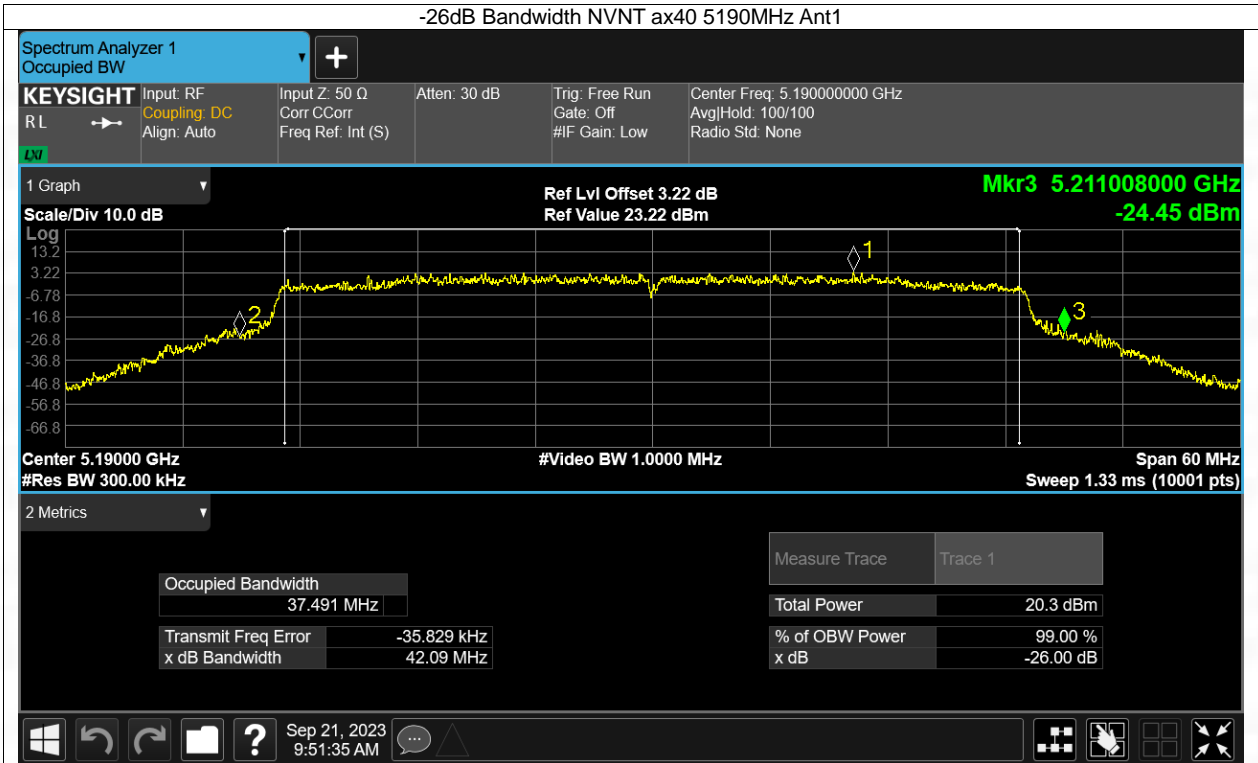 -26dB Bandwidth NVNT ax40 5190MHz Ant1
Spectrum Analyzer 1
Occupied BW
▼
+
KEYSIGHT
R L
LXI
Input: RF
Coupling: DC
Align: Auto
Input Z: 50 Ω
Corr CCorr
Freq Ref: Int (S)
Atten: 30 dB
Trig: Free Run
Gate: Off
#IF Gain: Low
Center Freq: 5.190000000 GHz
Avg|Hold: 100/100
Radio Std: None
1 Graph ▼
Scale/Div 10.0 dB
Ref Lvl Offset 3.22 dB
Ref Value 23.22 dBm
Mkr3 5.211008000 GHz
-24.45 dBm
Log
13.2
3.22
-6.78
-16.8
-26.8
-36.8
-46.8
-56.8
-66.8
1
2
3
Center 5.19000 GHz
#Res BW 300.00 kHz
#Video BW 1.0000 MHz
Span 60 MHz
Sweep 1.33 ms (10001 pts)
2 Metrics ▼
Occupied Bandwidth
37.491 MHz
Transmit Freq Error -35.829 kHz
x dB Bandwidth 42.09 MHz
Measure Trace Trace 1
Total Power 20.3 dBm
% of OBW Power 99.00 %
x dB -26.00 dB
?
Sep 21, 2023
9:51:35 AM